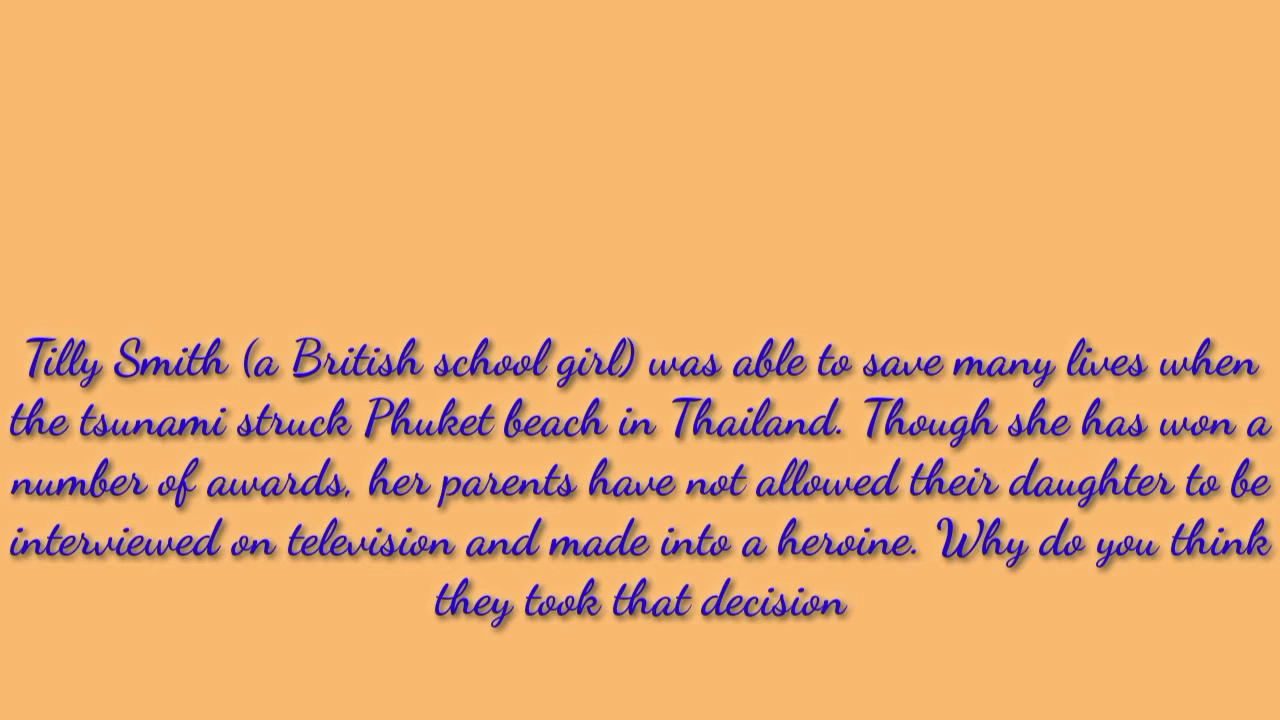 Tilly Smith (a British school girl) was able to save many lives when
the tsunami struck Phuket beach in Thailand. Though she has won a
number of awards, her parents have not allowed their daughter to be
interviewed on television and made into a heroine. Why do you think
they took that decision